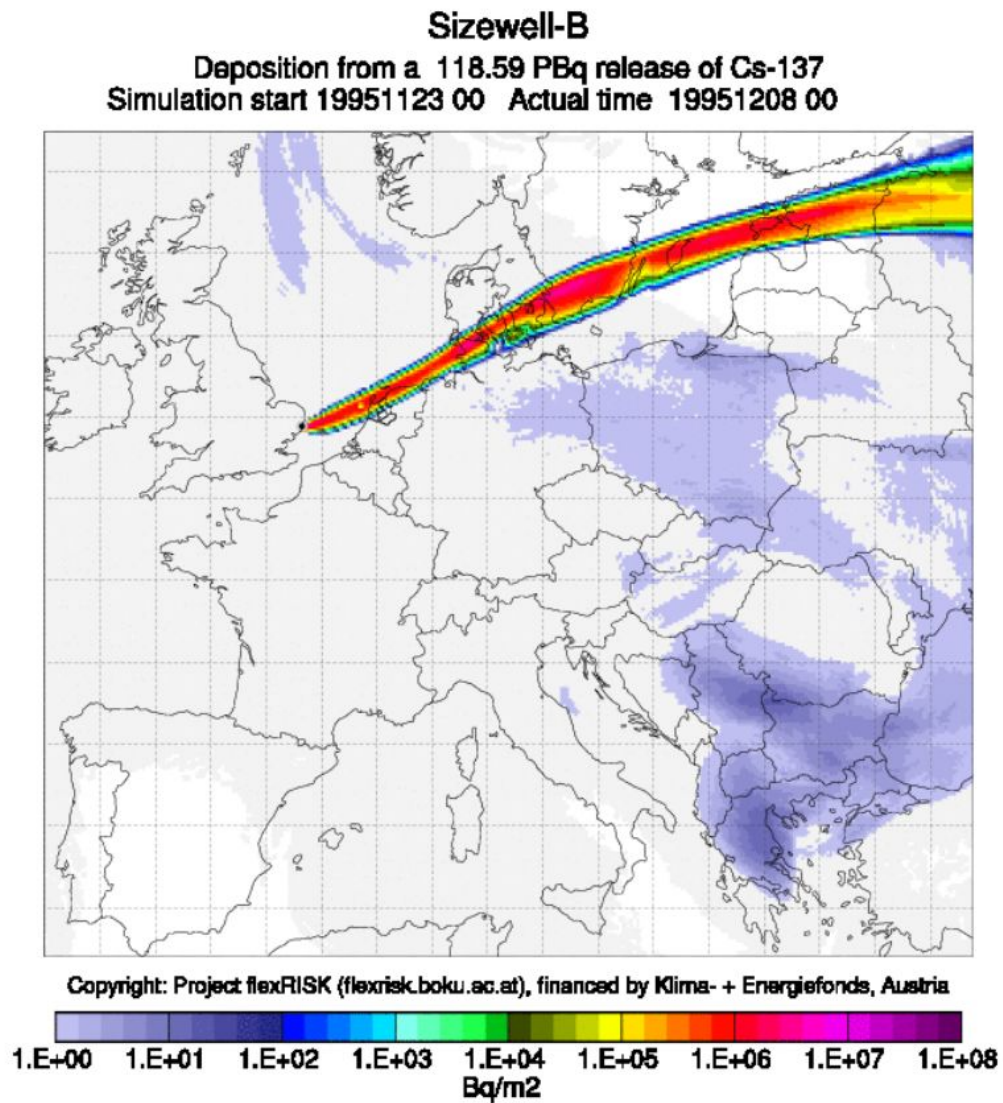 Sizewell-B
Deposition from a 118.59 PBq release of Cs-137
Simulation start 19951123 00 Actual time 19951208 00
Copyright: Project flexRISK (flexrisk.boku.ac.at), financed by Klima- + Energiefonds, Austria
1.E+00 1.E+01 1.E+02 1.E+03 1.E+04 1.E+05 1.E+06 1.E+07 1.E+08
Bq/m2